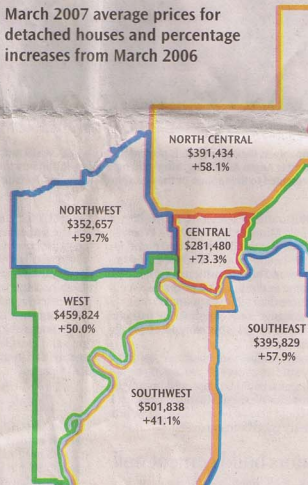 March 2007 average prices for
detached houses and percentage
increases from March 2006
NORTH CENTRAL
$391,434
+58.1%
NORTHWEST
$352,657
+59.7%
CENTRAL
$281,480
+73.3%
WEST
$459,824
+50.0%
SOUTHEAST
$395,829
+57.9%
SOUTHWEST
$501,838
+41.1%